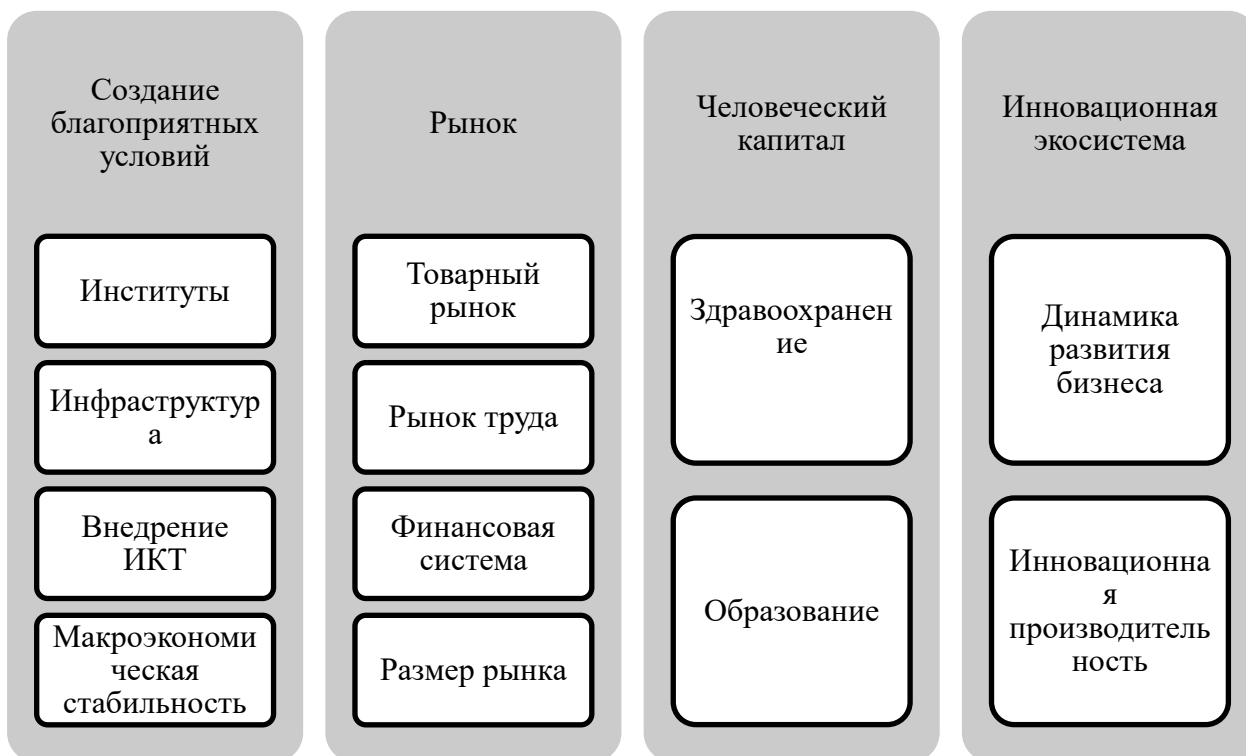 Создание
благоприятных
условий
Институты
Инфраструктур
а
Внедрение
ИКТ
Макроэкономи
ческая
стабильность
Рынок
Товарный
рынок
Рынок труда
Финансовая
система
Размер рынка
Человеческий
капитал
Здравоохранен
ие
Образование
Инновационная
экосистема
Динамика
развития
бизнеса
Инновационна
я
производитель
ность